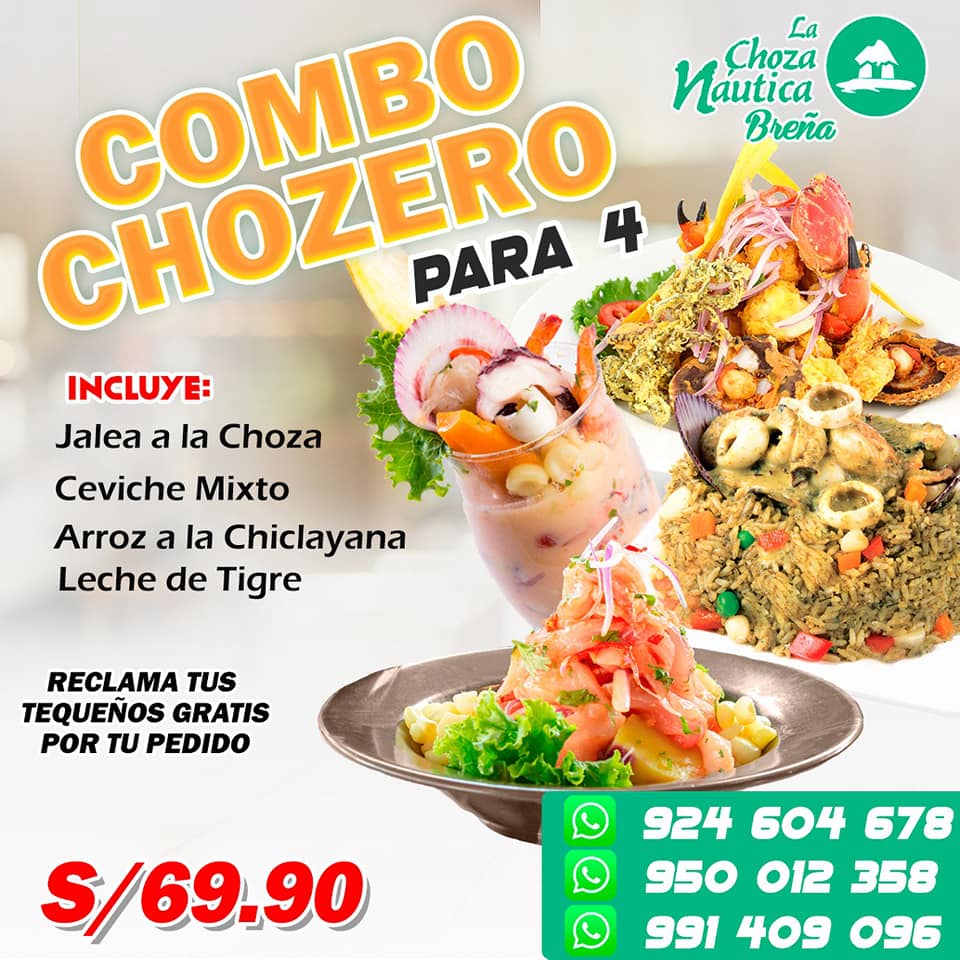 COMBO
CHOZERO
PARA 4
La
Choza
Náutica
Breña
INCLUYE:
Jalea a la Choza
Ceviche Mixto
Arroz a la Chiclayana
Leche de Tigre
RECLAMA TUS
TEQUEÑOS GRATIS
POR TU PEDIDO
S/69.90
924 604 678
950 012 358
991 409 096